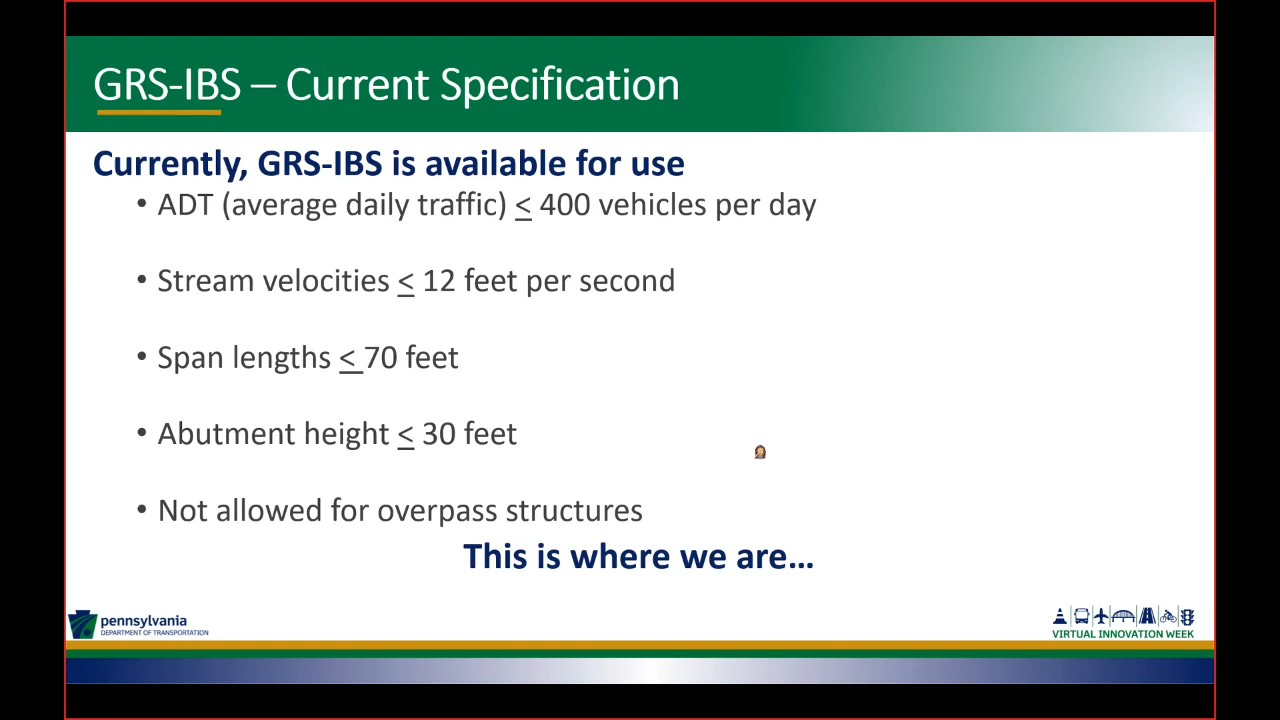 GRS-IBS – Current Specification
Currently, GRS-IBS is available for use
• ADT (average daily traffic) ≤ 400 vehicles per day
• Stream velocities ≤ 12 feet per second
• Span lengths ≤ 70 feet
• Abutment height ≤ 30 feet
• Not allowed for overpass structures
This is where we are…
pennsylvania
DEPARTMENT OF TRANSPORTATION
VIRTUAL INNOVATION WEEK